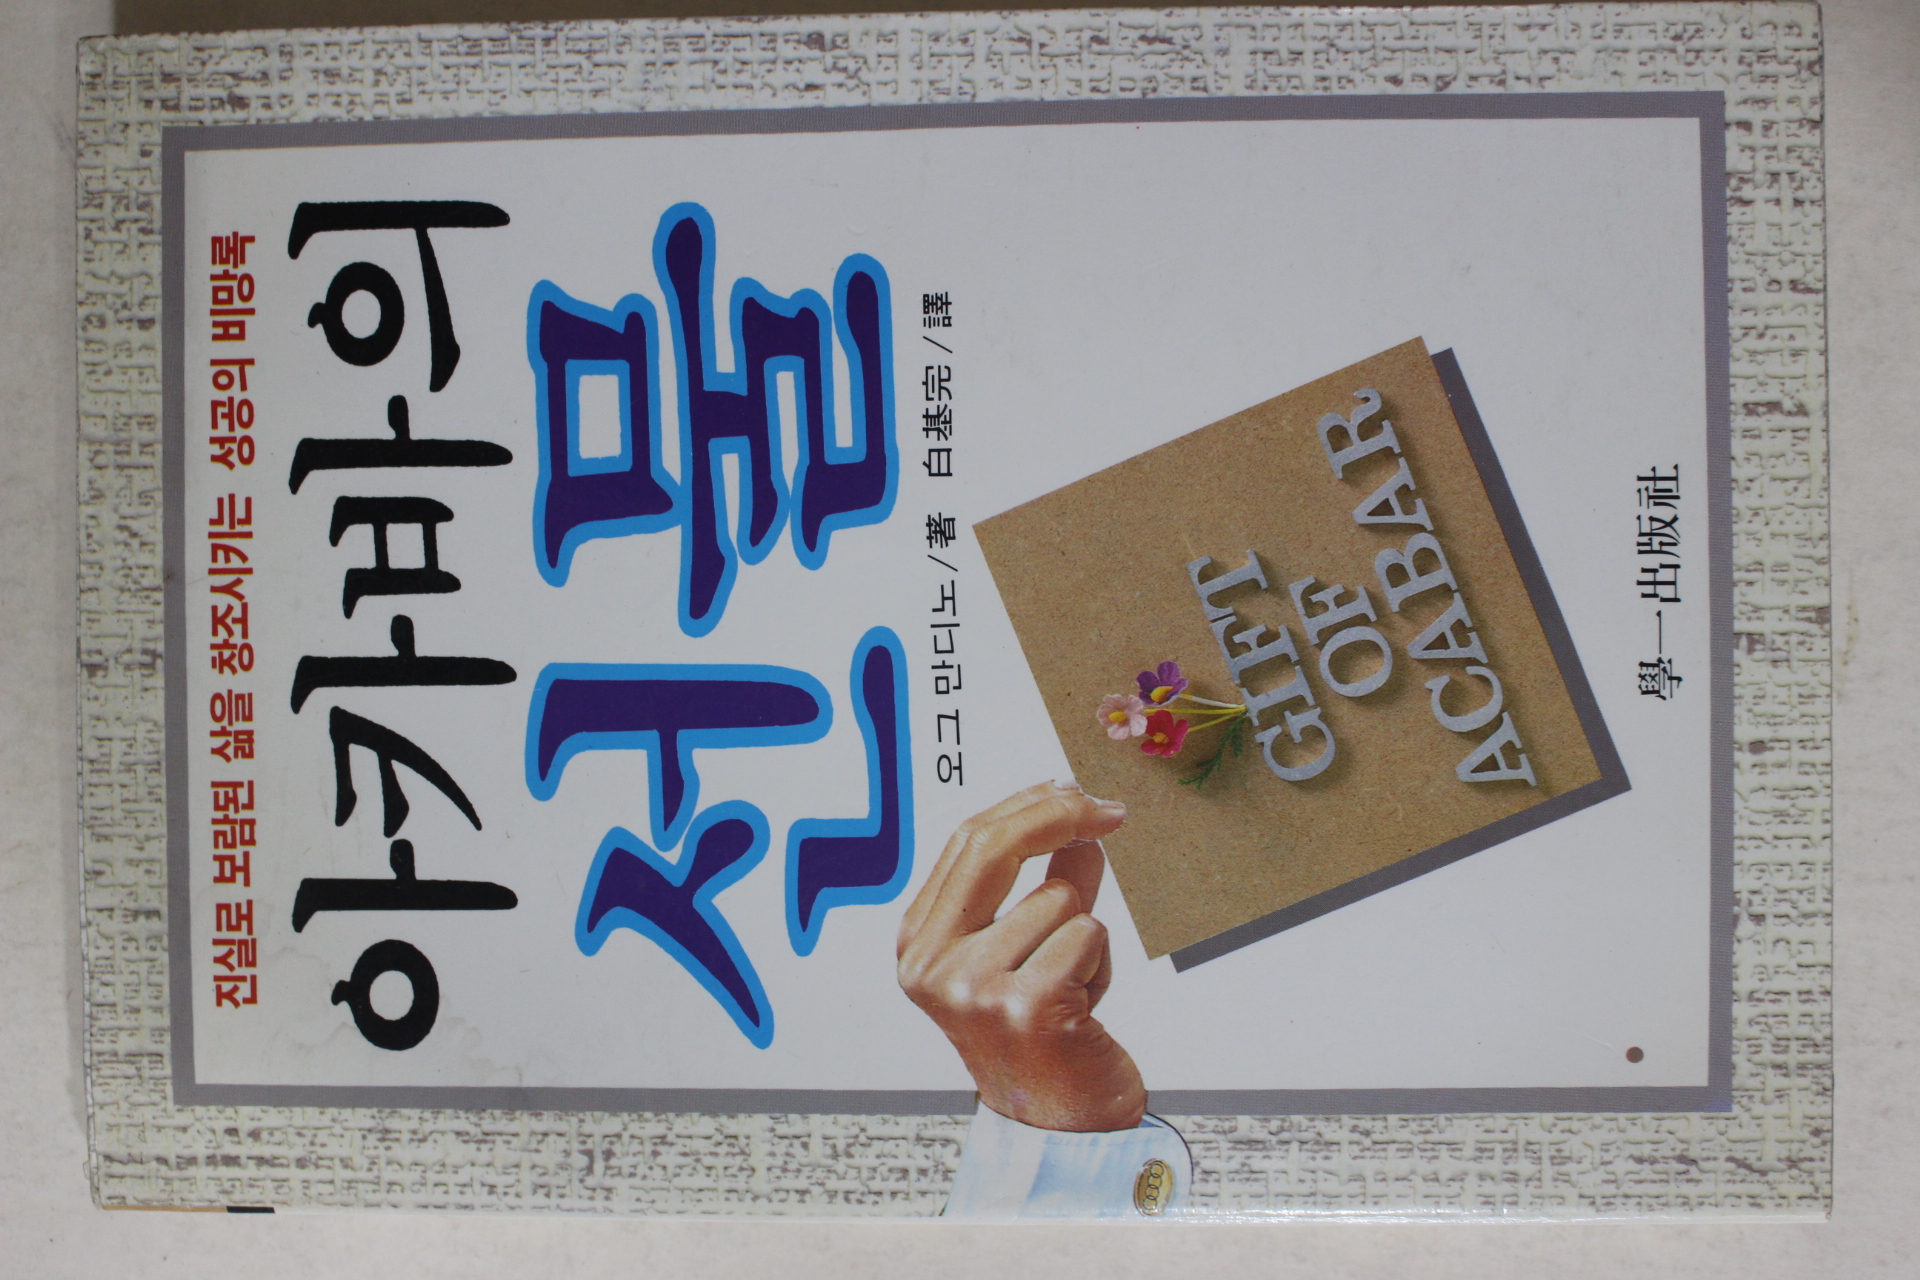 진실로 보람된 삶을 창조시키는 성공의 비망록
아카바의
선물
오그 만디노/著 白基完/譯
GIFT
OF
ACABAR
學一出版社